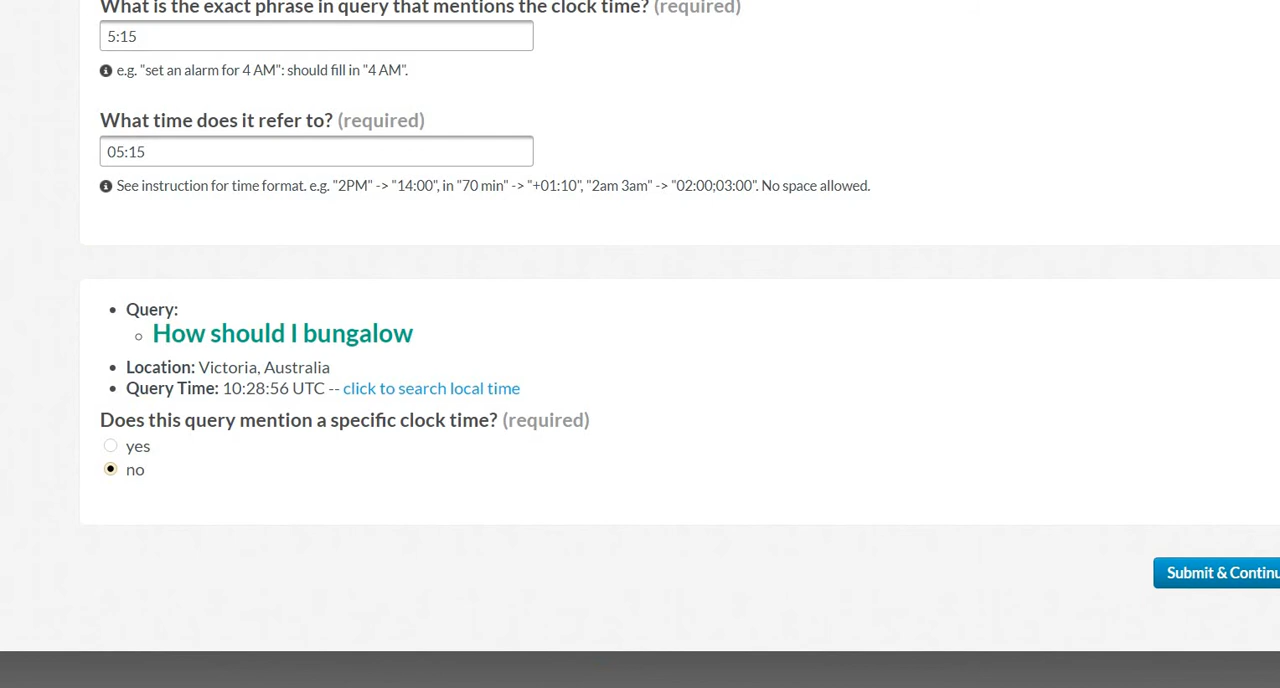 What is the exact phrase in query that mentions the clock time? (required)
5:15
e.g. "set an alarm for 4 AM": should fill in "4 AM".
What time does it refer to? (required)
05:15
See instruction for time format. e.g. "2PM" -> "14:00", in "70 min" -> "+01:10", "2am 3am" -> "02:00;03:00". No space allowed.
Query:
How should I bungalow
Location: Victoria, Australia
Query Time: 10:28:56 UTC -- click to search local time
Does this query mention a specific clock time? (required)
yes
no
Submit & Continu